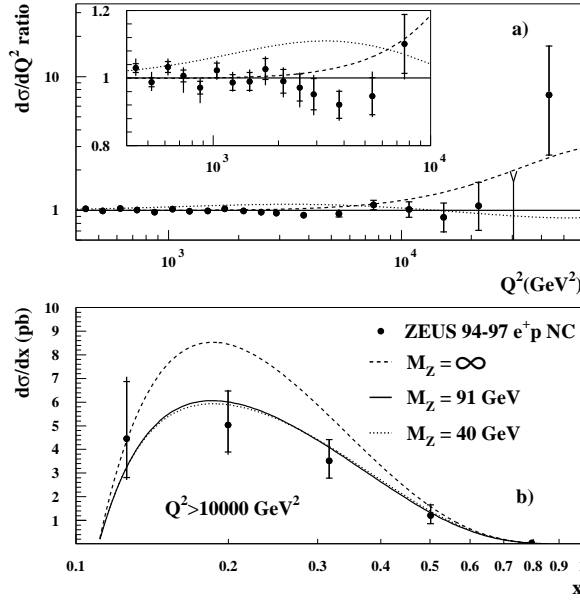 dσ/dQ² ratio
a)
1.2
1
0.8
10³
10⁴
10
1
10³
10⁴
Q²(GeV²)
dσ/dx (pb)
10
9
8
7
6
5
4
3
2
1
ZEUS 94-97 e⁺p NC
M_Z = ∞
M_Z = 91 GeV
M_Z = 40 GeV
Q²>10000 GeV²
b)
0.1
0.2
0.3
0.4
0.5
0.6
0.7
0.8
0.9
x